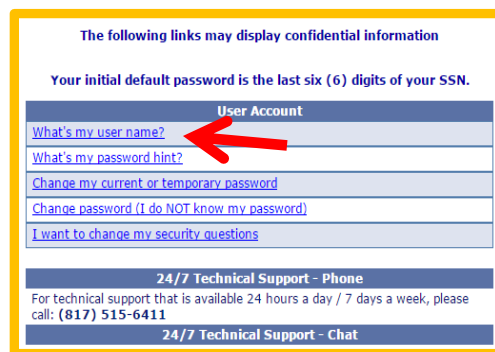 The following links may display confidential information
Your initial default password is the last six (6) digits of your SSN.
User Account
What's my user name?
What's my password hint?
Change my current or temporary password
Change password (I do NOT know my password)
I want to change my security questions
24/7 Technical Support - Phone
For technical support that is available 24 hours a day / 7 days a week, please
call: (817) 515-6411
24/7 Technical Support - Chat